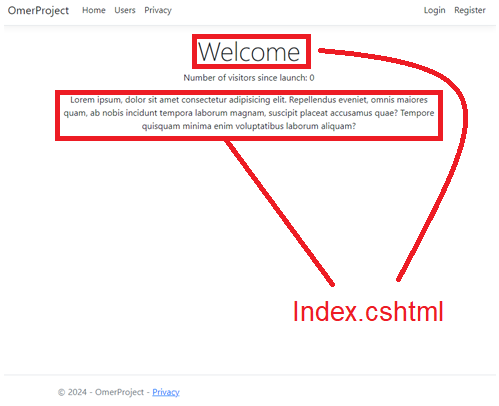 OmerProject Home Users Privacy Login Register
Welcome
Number of visitors since launch: 0
Lorem ipsum, dolor sit amet consectetur adipisicing elit. Repellendus eveniet, omnis maiores
quam, ab nobis incidunt tempora laborum magnam, suscipit placeat accusamus quae? Tempore
quisquam minima enim voluptatibus laborum aliquam?
Index.cshtml
© 2024 - OmerProject - Privacy